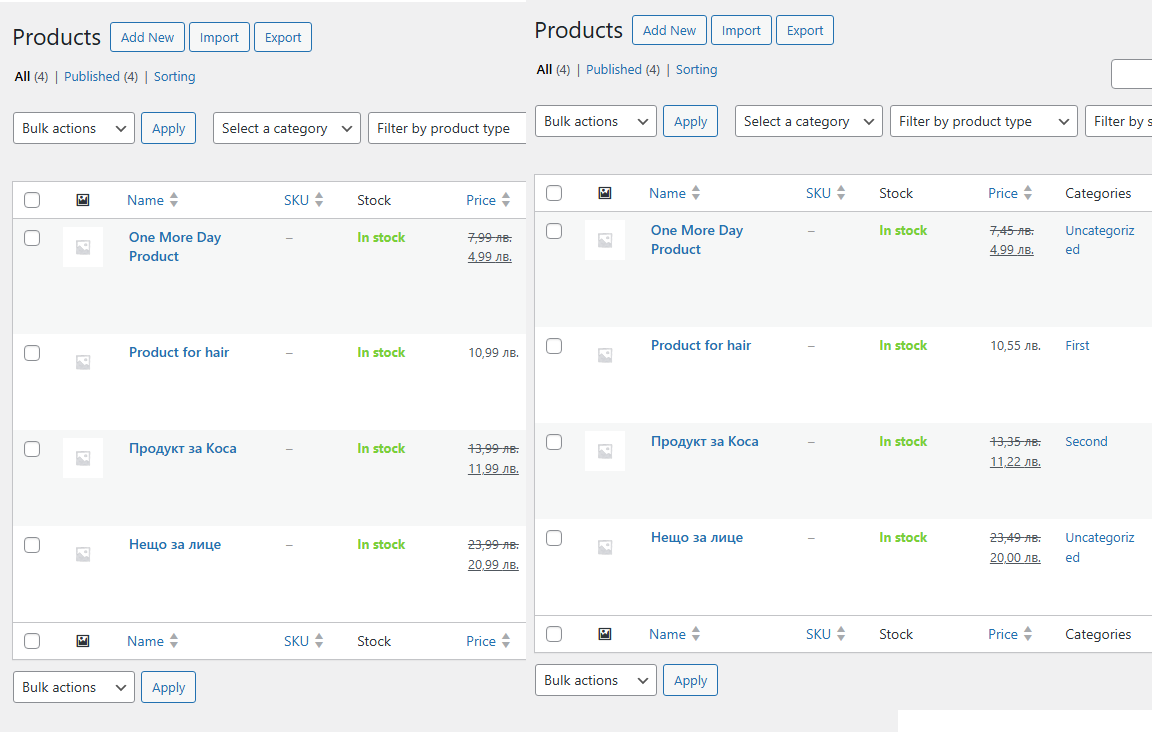 Products Add New Import Export
All (4) | Published (4) | Sorting
Bulk actions Apply Select a category Filter by product type
Name SKU Stock Price
One More Day – In stock 7,99 лв.
Product 4,99 лв.
Product for hair – In stock 10,99 лв.
Продукт за Коса – In stock 13,99 лв.
11,99 лв.
Нещо за лице – In stock 23,99 лв.
20,99 лв.
Name SKU Stock Price
Bulk actions Apply
Products Add New Import Export
All (4) | Published (4) | Sorting
Bulk actions Apply Select a category Filter by product type Filter by s
Name SKU Stock Price Categories
One More Day – In stock 7,45 лв. Uncategoriz
Product 4,99 лв. ed
Product for hair – In stock 10,55 лв. First
Продукт за Коса – In stock 13,35 лв. Second
11,22 лв.
Нещо за лице – In stock 23,49 лв. Uncategoriz
20,00 лв. ed
Name SKU Stock Price Categories
Bulk actions Apply